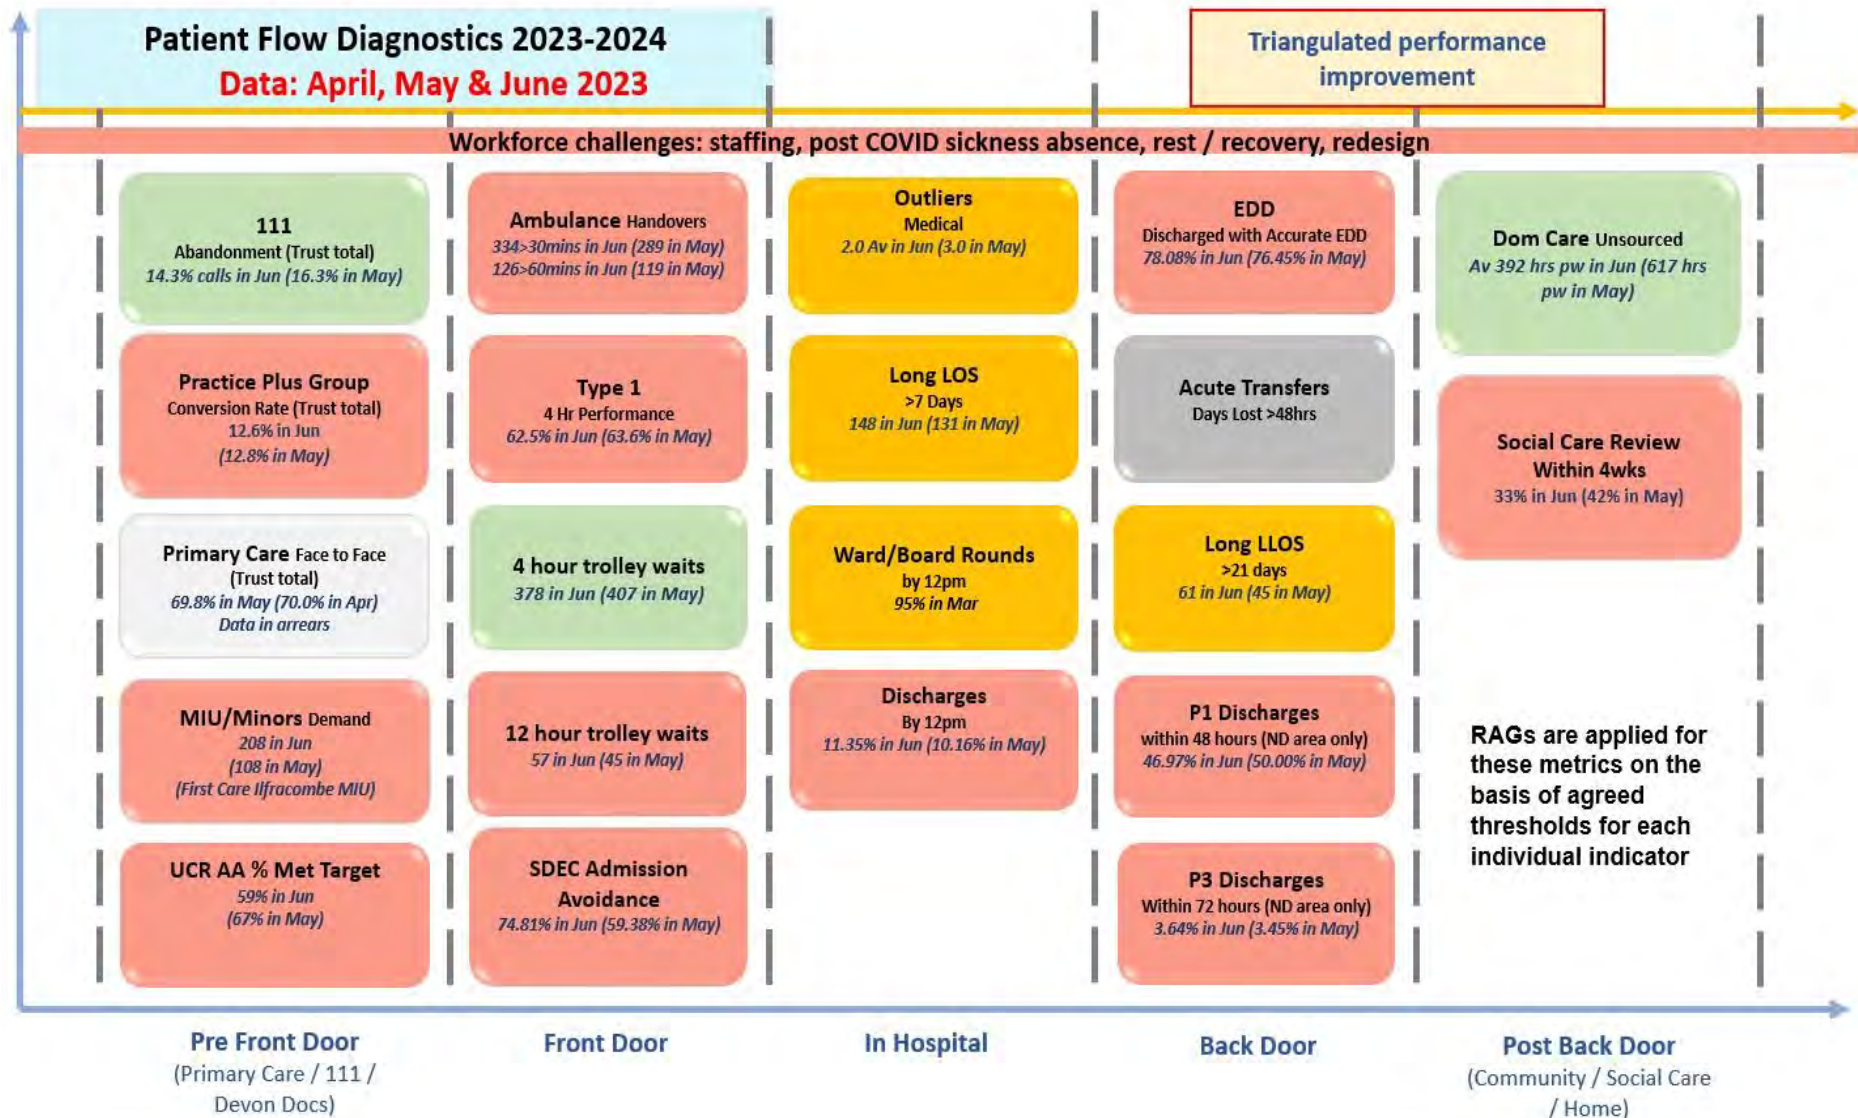 Patient Flow Diagnostics 2023-2024
Data: April, May & June 2023
Triangulated performance
improvement
Workforce challenges: staffing, post COVID sickness absence, rest / recovery, redesign
111
Abandonment (Trust total)
14.3% calls in Jun (16.3% in May)
Practice Plus Group
Conversion Rate (Trust total)
12.6% in Jun
(12.8% in May)
Primary Care Face to Face
(Trust total)
69.8% in May (70.0% in Apr)
Data in arrears
MIU/Minors Demand
208 in Jun
(108 in May)
(First Care Ilfracombe MIU)
UCR AA % Met Target
59% in Jun
(67% in May)
Ambulance Handovers
334>30mins in Jun (289 in May)
126>60mins in Jun (119 in May)
Type 1
4 Hr Performance
62.5% in Jun (63.6% in May)
4 hour trolley waits
378 in Jun (407 in May)
12 hour trolley waits
57 in Jun (45 in May)
SDEC Admission
Avoidance
74.81% in Jun (59.38% in May)
Outliers
Medical
2.0 Av in Jun (3.0 in May)
Long LOS
>7 Days
148 in Jun (131 in May)
Ward/Board Rounds
by 12pm
95% in Mar
Discharges
By 12pm
11.35% in Jun (10.16% in May)
EDD
Discharged with Accurate EDD
78.08% in Jun (76.45% in May)
Acute Transfers
Days Lost >48hrs
Long LLOS
>21 days
61 in Jun (45 in May)
P1 Discharges
within 48 hours (ND area only)
46.97% in Jun (50.00% in May)
P3 Discharges
Within 72 hours (ND area only)
3.64% in Jun (3.45% in May)
Dom Care Unsourced
Av 392 hrs pw in Jun (617 hrs
pw in May)
Social Care Review
Within 4wks
33% in Jun (42% in May)
RAGs are applied for
these metrics on the
basis of agreed
thresholds for each
individual indicator
Pre Front Door
(Primary Care / 111 /
Devon Docs)
Front Door
In Hospital
Back Door
Post Back Door
(Community / Social Care
/ Home)